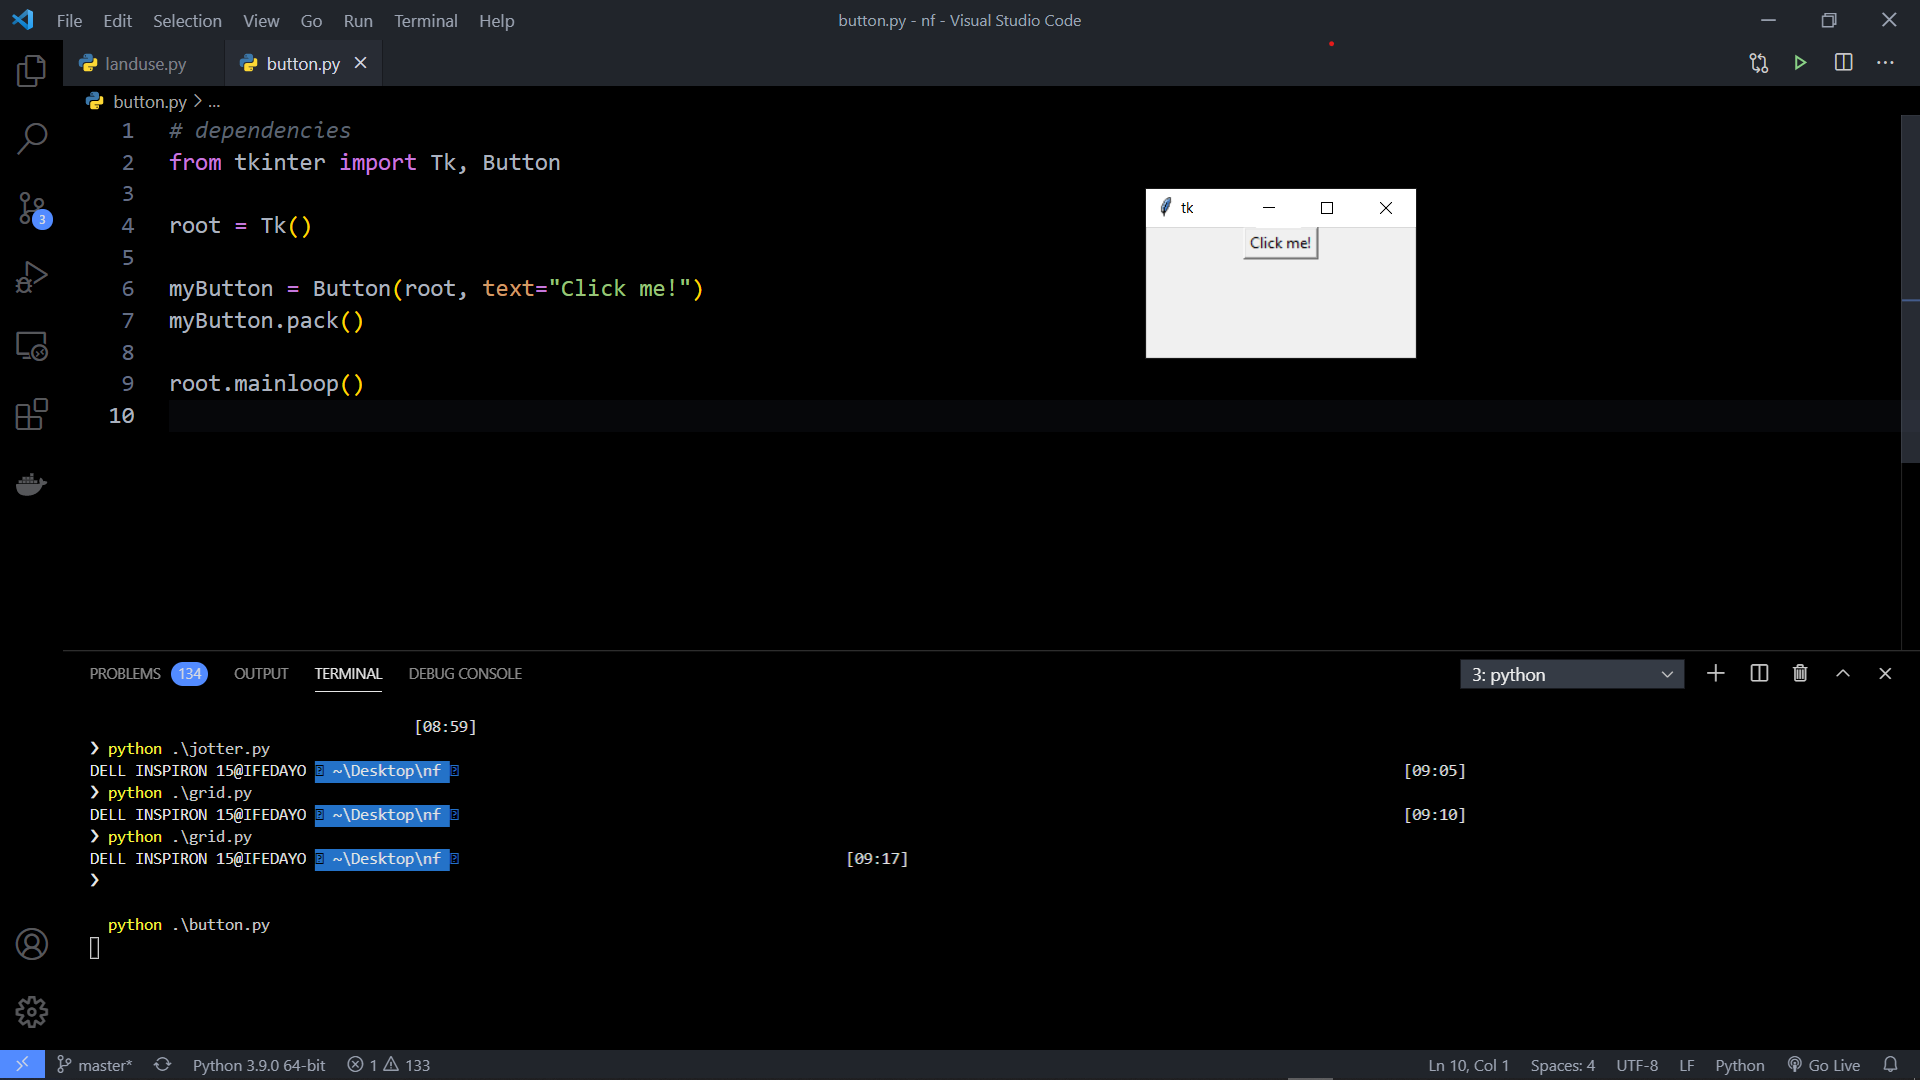 File Edit Selection View Go Run Terminal Help
button.py - nf - Visual Studio Code
landuse.py button.py
button.py > ...
1 # dependencies
2 from tkinter import Tk, Button
3
4 root = Tk()
5
6 myButton = Button(root, text="Click me!")
7 myButton.pack()
8
9 root.mainloop()
10
3
tk
Click me!
PROBLEMS 134 OUTPUT TERMINAL DEBUG CONSOLE
3: python
[08:59]
❯ python .\jotter.py
DELL INSPIRON 15@IFEDAYO ~\Desktop\nf [09:05]
❯ python .\grid.py
DELL INSPIRON 15@IFEDAYO ~\Desktop\nf [09:10]
❯ python .\grid.py
DELL INSPIRON 15@IFEDAYO ~\Desktop\nf [09:17]
❯
python .\button.py
master* Python 3.9.0 64-bit 1 133
Ln 10, Col 1 Spaces: 4 UTF-8 LF Python Go Live